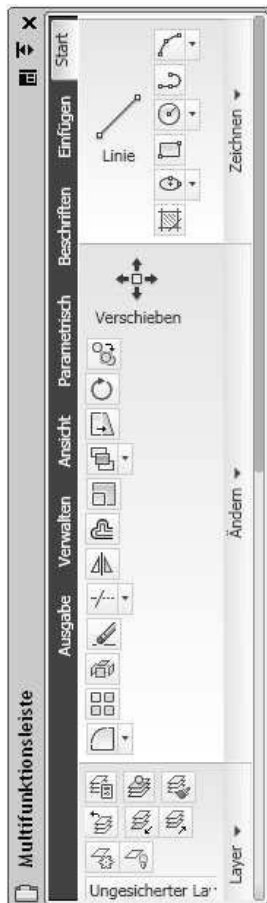 Multifunktionsleiste
Start
Einfügen
Beschriften
Parametrisch
Ansicht
Verwalten
Ausgabe
Linie
Zeichnen
Verschieben
Ändern
Ungesicherter La
Layer